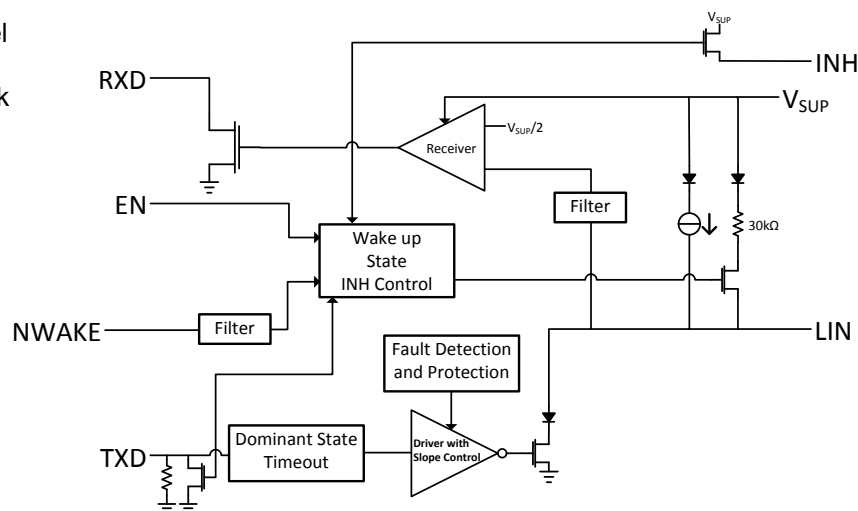 el
k
V_SUP
INH
RXD
V_SUP
V_SUP/2
Receiver
EN
Filter
30kΩ
Wake up
State
INH Control
NWAKE
Filter
LIN
Fault Detection
and Protection
TXD
Dominant State
Timeout
Driver with
Slope Control